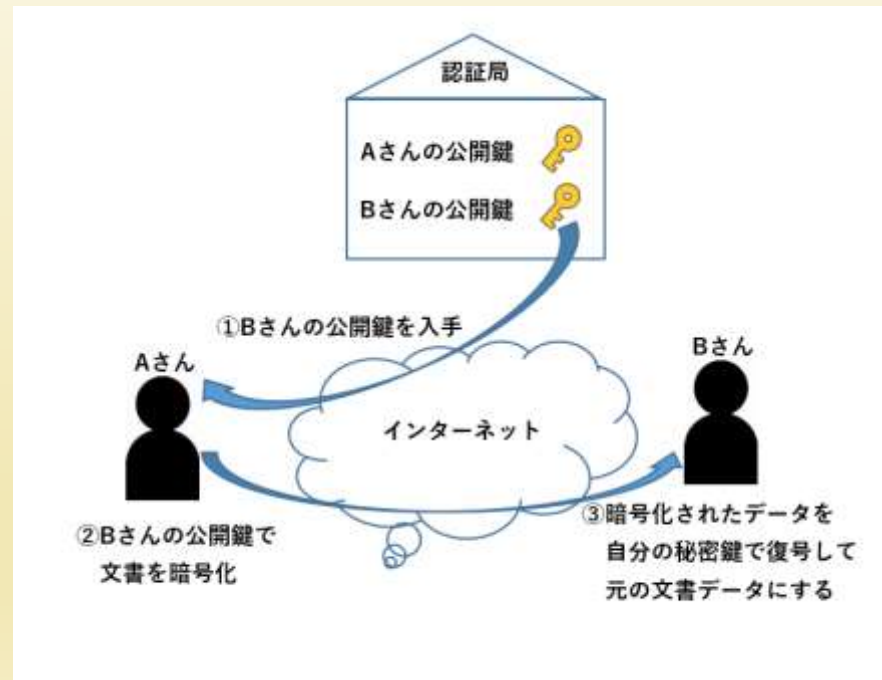 認証局
Aさんの公開鍵
Bさんの公開鍵
①Bさんの公開鍵を入手
Aさん
Bさん
インターネット
②Bさんの公開鍵で
文書を暗号化
③暗号化されたデータを
自分の秘密鍵で復号して
元の文書データにする